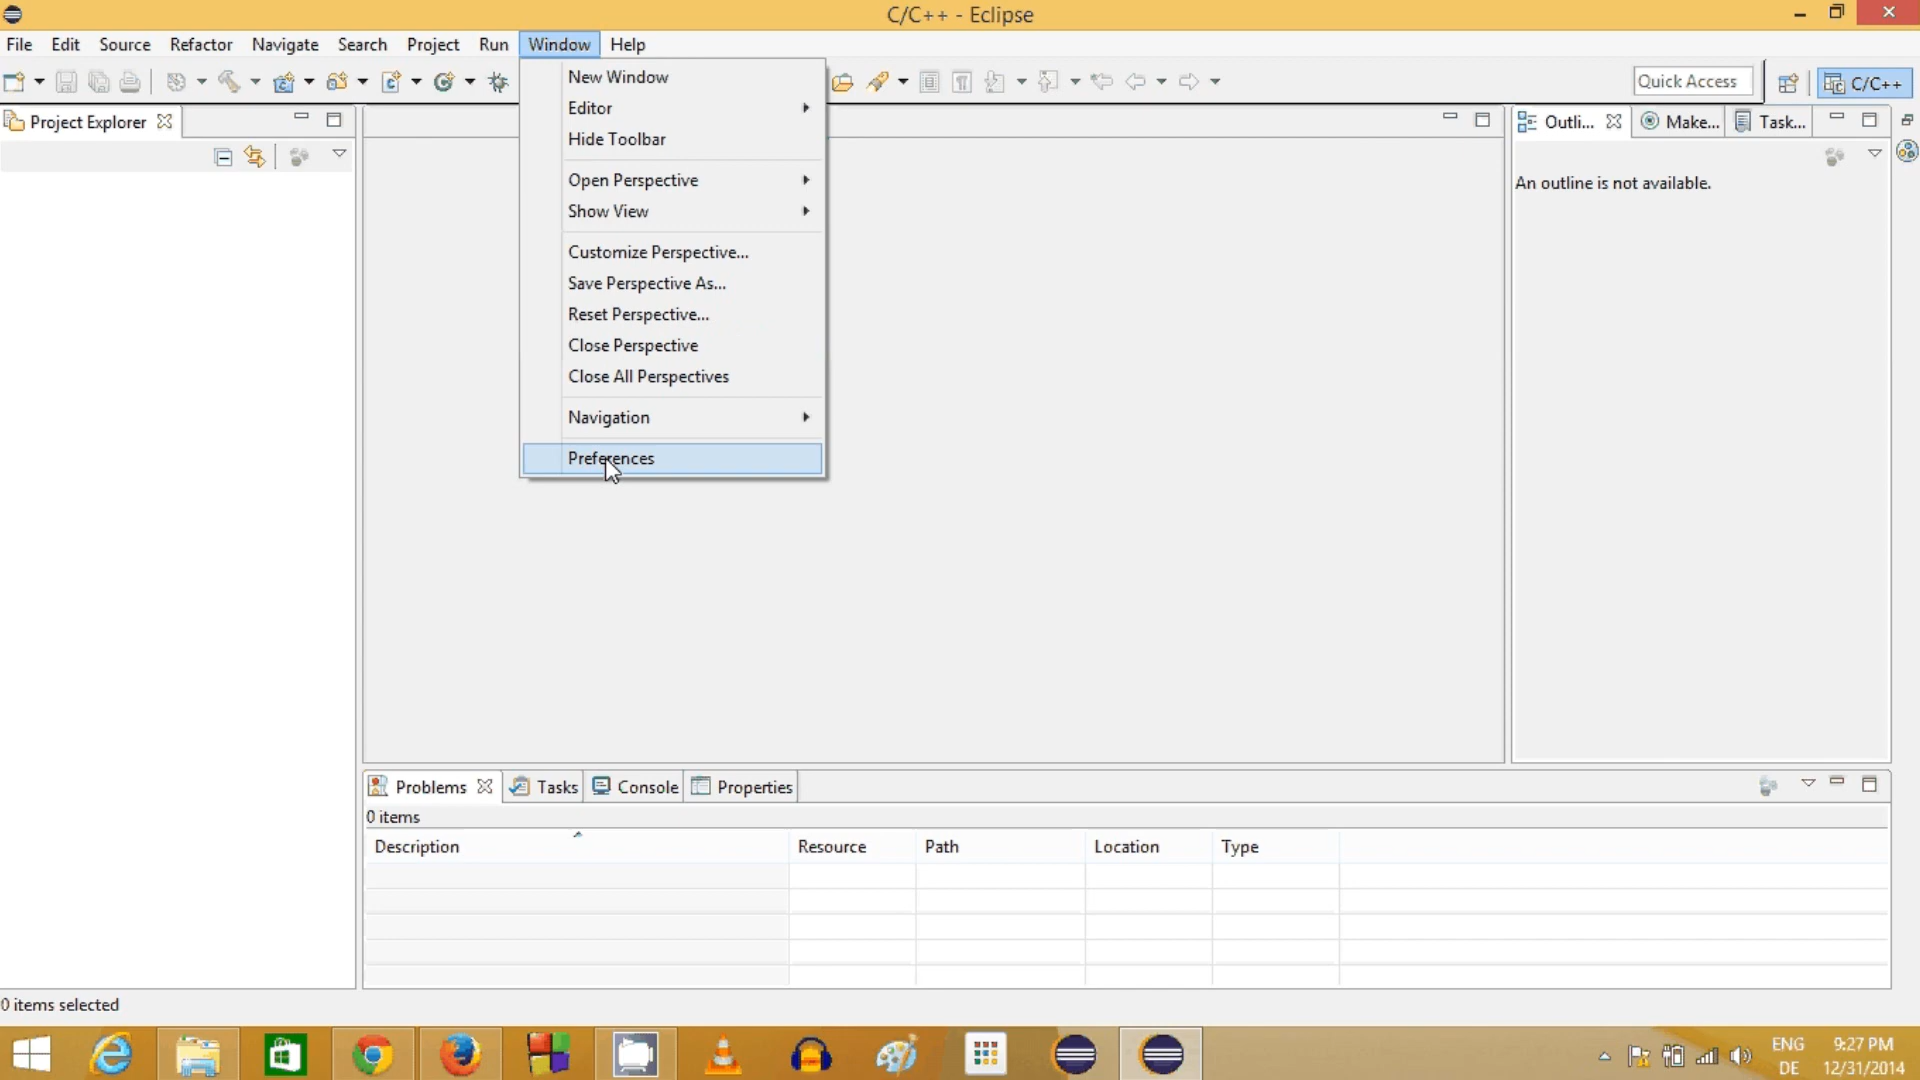 C/C++ - Eclipse
File Edit Source Refactor Navigate Search Project Run Window Help
Quick Access
C/C++
Project Explorer
New Window
Editor
Hide Toolbar
Open Perspective
Show View
Customize Perspective...
Save Perspective As...
Reset Perspective...
Close Perspective
Close All Perspectives
Navigation
Preferences
Outli... Make... Task...
An outline is not available.
Problems Tasks Console Properties
0 items
Description Resource Path Location Type
0 items selected
ENG 9:27 PM
DE 12/31/2014